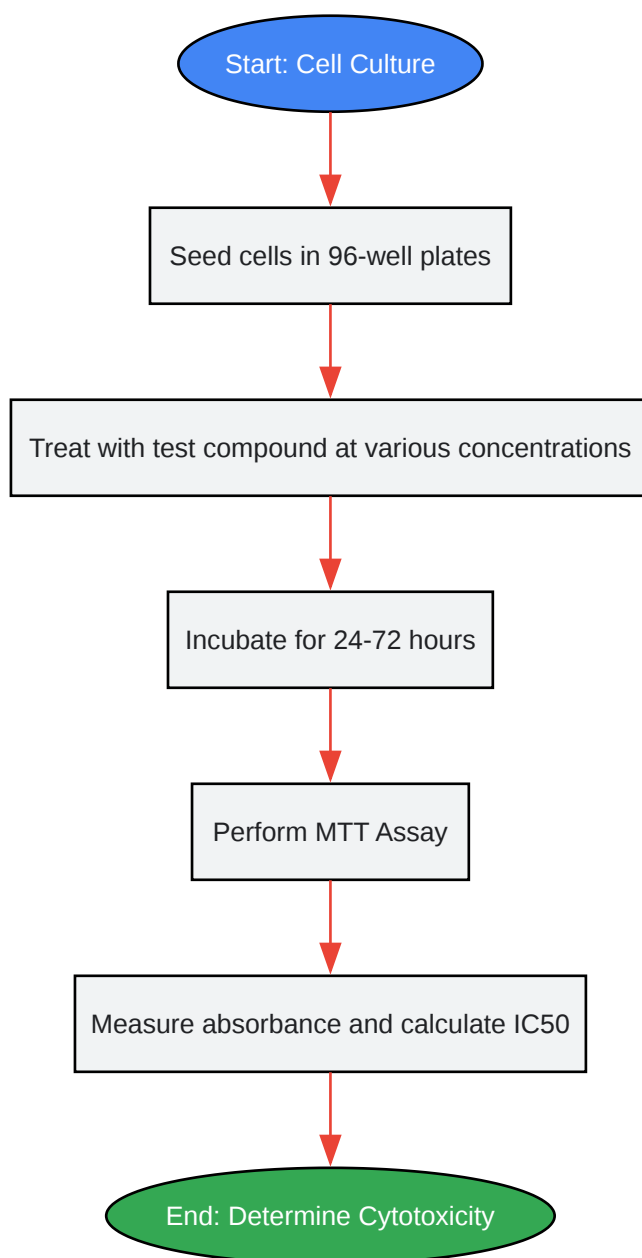 Start: Cell Culture
Seed cells in 96-well plates
Treat with test compound at various concentrations
Incubate for 24-72 hours
Perform MTT Assay
Measure absorbance and calculate IC50
End: Determine Cytotoxicity